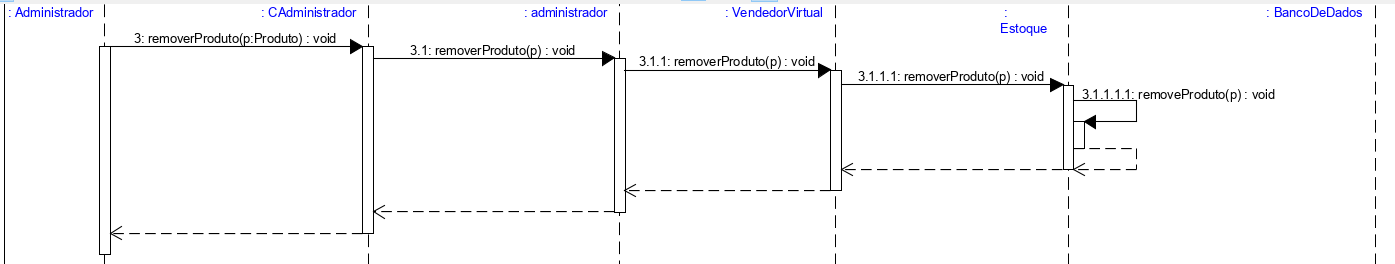 : Administrador
: CAdministrador
: administrador
: VendedorVirtual
:
Estoque
: BancoDeDados
3: removerProduto(p:Produto) : void
3.1: removerProduto(p) : void
3.1.1: removerProduto(p) : void
3.1.1.1: removerProduto(p) : void
3.1.1.1.1: removeProduto(p) : void